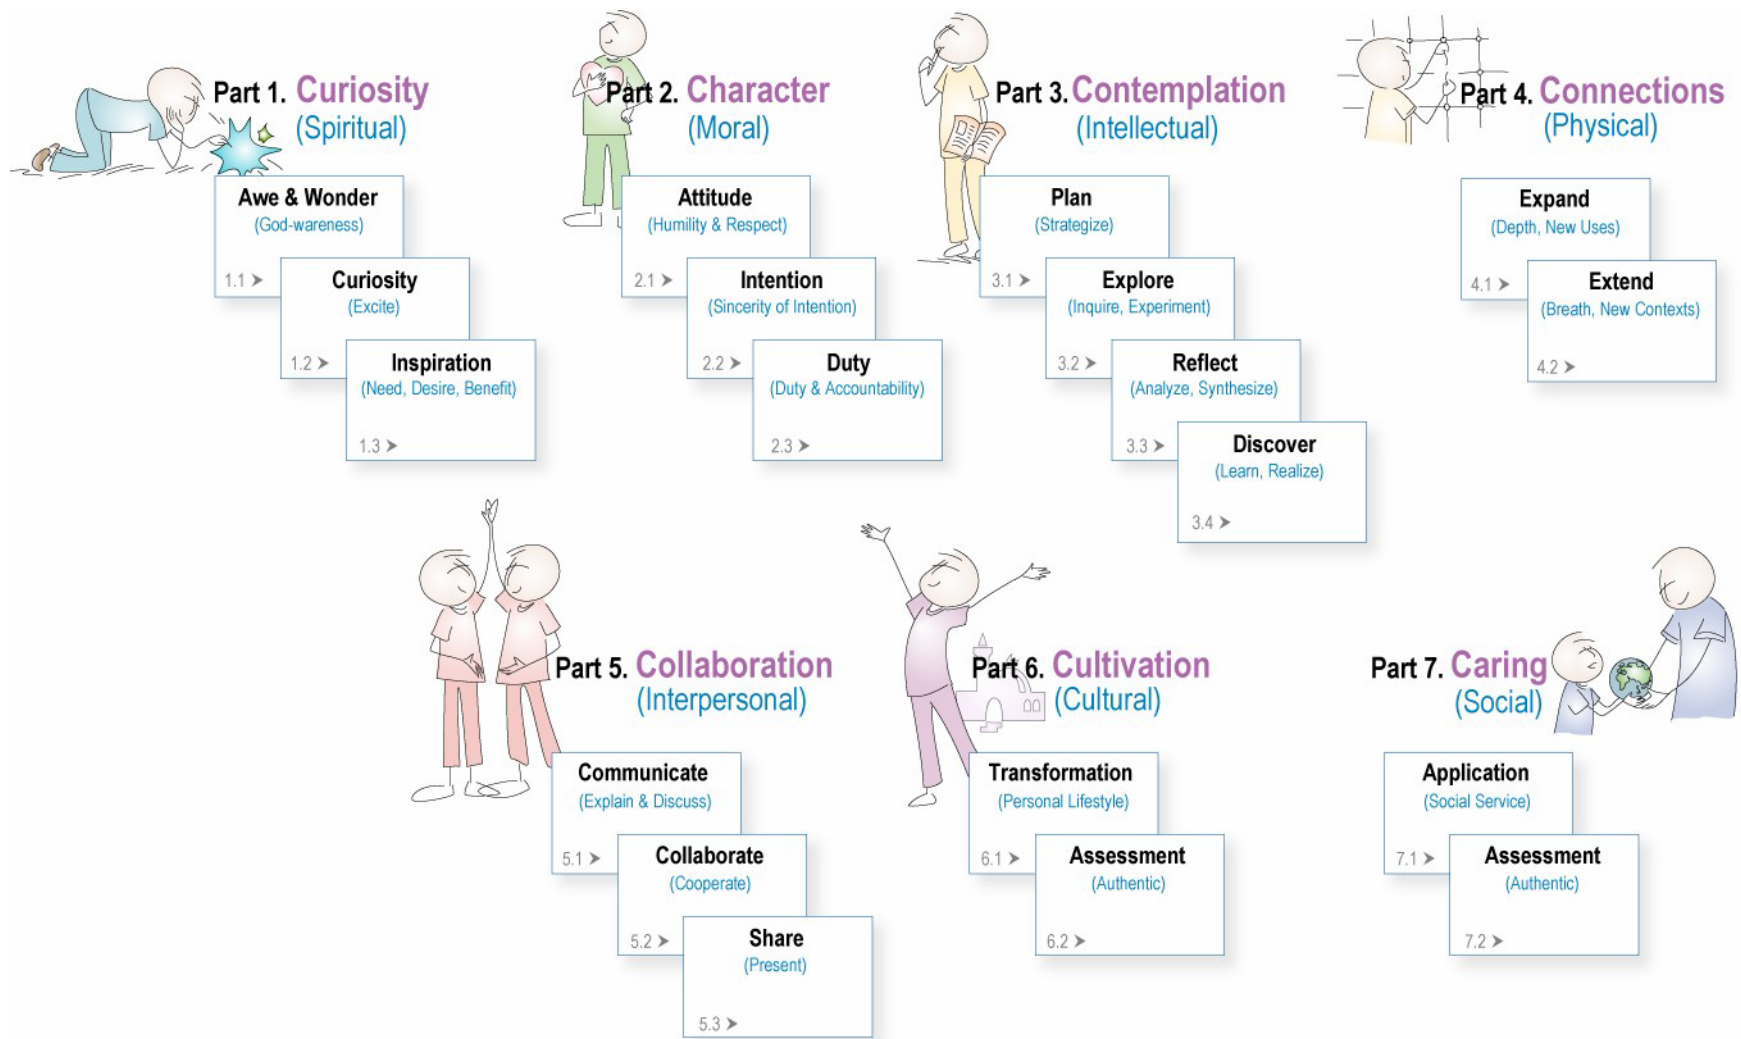 Part 1. Curiosity
(Spiritual)
Awe & Wonder
(God-wareness)
1.1 ➤
Curiosity
(Excite)
1.2 ➤
Inspiration
(Need, Desire, Benefit)
1.3 ➤
Part 2. Character
(Moral)
Attitude
(Humility & Respect)
2.1 ➤
Intention
(Sincerity of Intention)
2.2 ➤
Duty
(Duty & Accountability)
2.3 ➤
Part 3. Contemplation
(Intellectual)
Plan
(Strategize)
3.1 ➤
Explore
(Inquire, Experiment)
3.2 ➤
Reflect
(Analyze, Synthesize)
3.3 ➤
Discover
(Learn, Realize)
3.4 ➤
Part 4. Connections
(Physical)
Expand
(Depth, New Uses)
4.1 ➤
Extend
(Breath, New Contexts)
4.2 ➤
Part 5. Collaboration
(Interpersonal)
Communicate
(Explain & Discuss)
5.1 ➤
Collaborate
(Cooperate)
5.2 ➤
Share
(Present)
5.3 ➤
Part 6. Cultivation
(Cultural)
Transformation
(Personal Lifestyle)
6.1 ➤
Assessment
(Authentic)
6.2 ➤
Part 7. Caring
(Social)
Application
(Social Service)
7.1 ➤
Assessment
(Authentic)
7.2 ➤